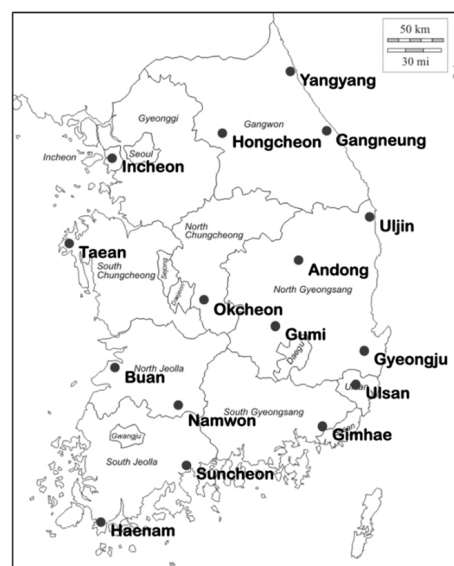 50 km
30 mi
Yangyang
Gyeonggi
Gangwon
Hongcheon
Gangneung
Incheon
Seoul
Incheon
Uljin
North
Chungcheong
Taean
South
Chungcheong
Sejong
Daejeon
Andong
North Gyeongsang
Okcheon
Gumi
Daegu
Gyeongju
North Jeolla
Buan
Ulsan
Ulsan
Namwon
South Gyeongsang
Gimhae
Gwangju
South Jeolla
Suncheon
Haenam